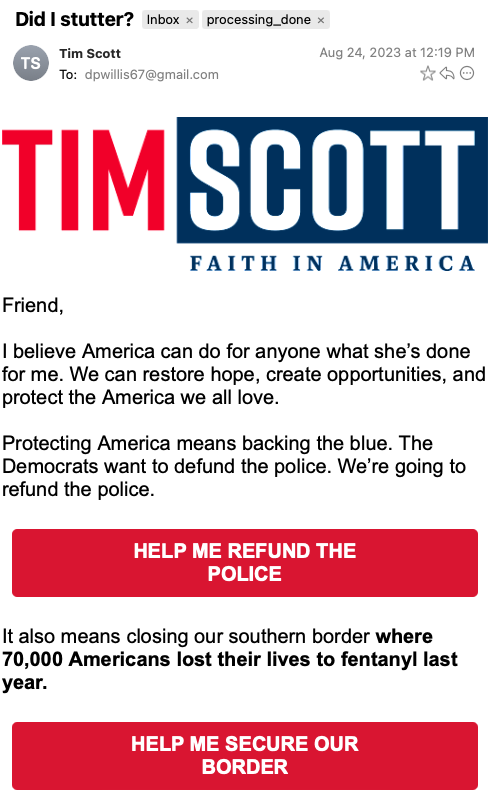 Did I stutter? Inbox × processing_done ×
TS
Tim Scott Aug 24, 2023 at 12:19 PM
To: dpwillis67@gmail.com
TIM SCOTT
FAITH IN AMERICA
Friend,
I believe America can do for anyone what she’s done
for me. We can restore hope, create opportunities, and
protect the America we all love.
Protecting America means backing the blue. The
Democrats want to defund the police. We’re going to
refund the police.
HELP ME REFUND THE
POLICE
It also means closing our southern border where
70,000 Americans lost their lives to fentanyl last
year.
HELP ME SECURE OUR
BORDER